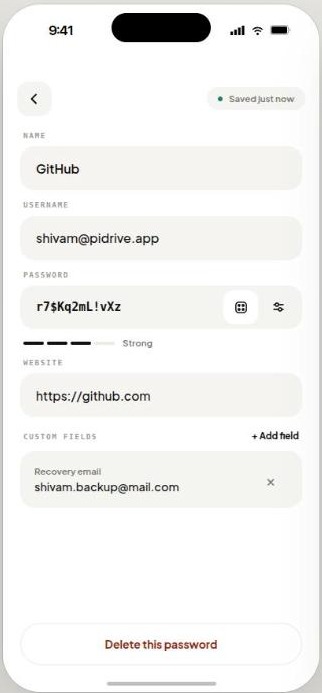 9:41
Saved just now
NAME
GitHub
USERNAME
shivam@pidrive.app
PASSWORD
r7$Kq2mL!vXz
Strong
WEBSITE
https://github.com
CUSTOM FIELDS
+ Add field
Recovery email
shivam.backup@mail.com
Delete this password